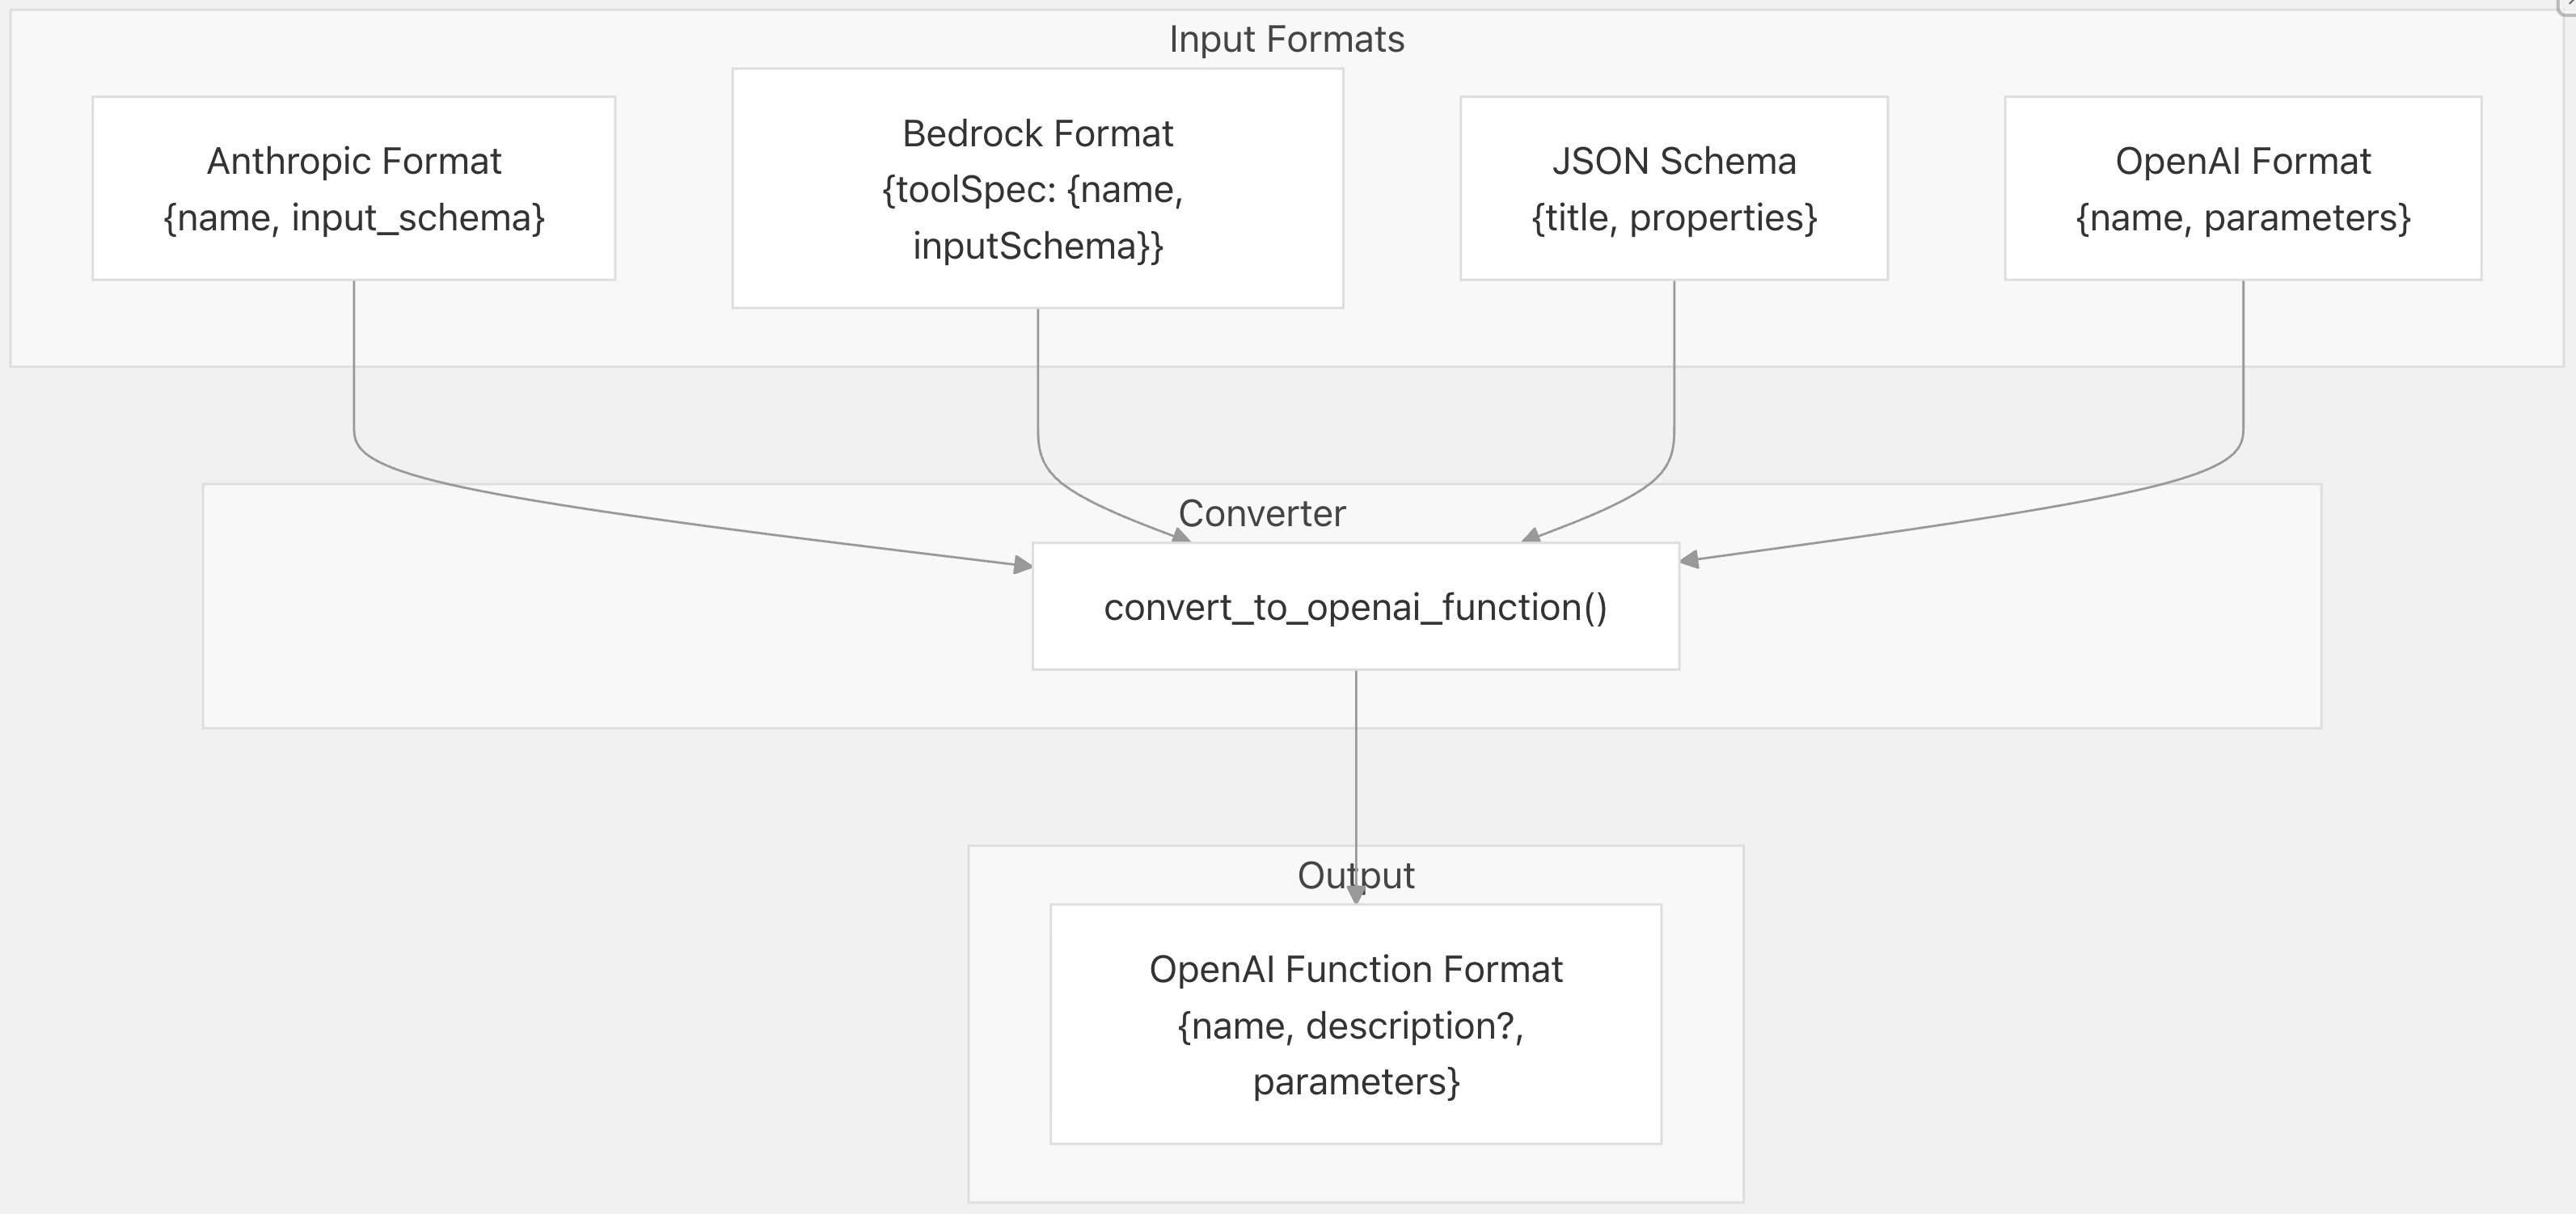 Input Formats
Anthropic Format
{name, input_schema}
Bedrock Format
{toolSpec: {name,
inputSchema}}
JSON Schema
{title, properties}
OpenAI Format
{name, parameters}
Converter
convert_to_openai_function()
Output
OpenAI Function Format
{name, description?,
parameters}